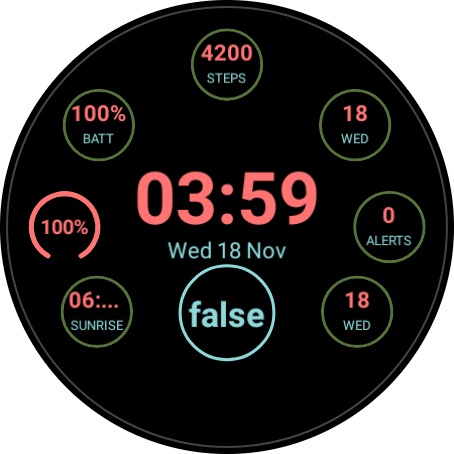 4200
STEPS
100%
BATT
18
WED
03:59
100%
0
ALERTS
Wed 18 Nov
06:...
SUNRISE
false
18
WED